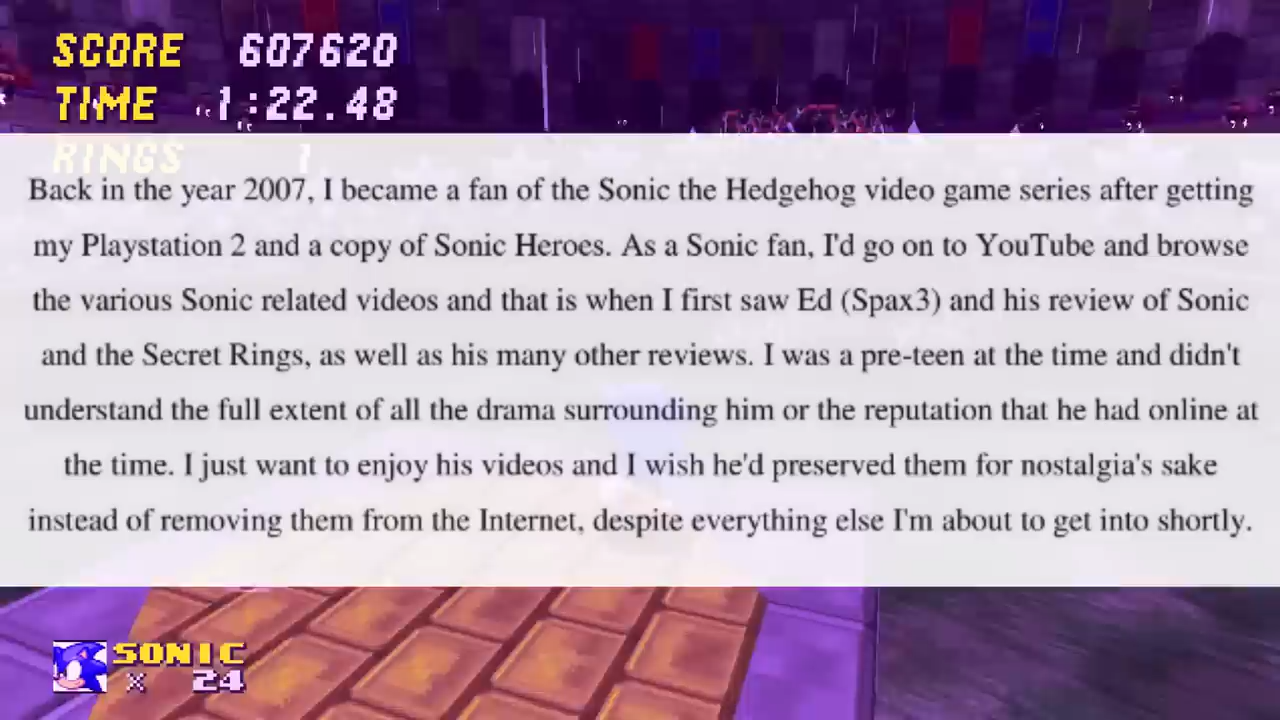 SCORE 607620
TIME 1:22.48
RINGS 1
Back in the year 2007, I became a fan of the Sonic the Hedgehog video game series after getting
my Playstation 2 and a copy of Sonic Heroes. As a Sonic fan, I'd go on to YouTube and browse
the various Sonic related videos and that is when I first saw Ed (Spax3) and his review of Sonic
and the Secret Rings, as well as his many other reviews. I was a pre-teen at the time and didn't
understand the full extent of all the drama surrounding him or the reputation that he had online at
the time. I just want to enjoy his videos and I wish he'd preserved them for nostalgia's sake
instead of removing them from the Internet, despite everything else I'm about to get into shortly.
SONIC
x 24